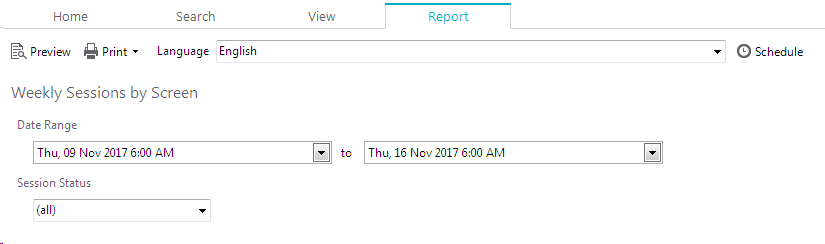 Home Search View Report
Preview Print Language English Schedule
Weekly Sessions by Screen
Date Range
Thu, 09 Nov 2017 6:00 AM to Thu, 16 Nov 2017 6:00 AM
Session Status
(all)